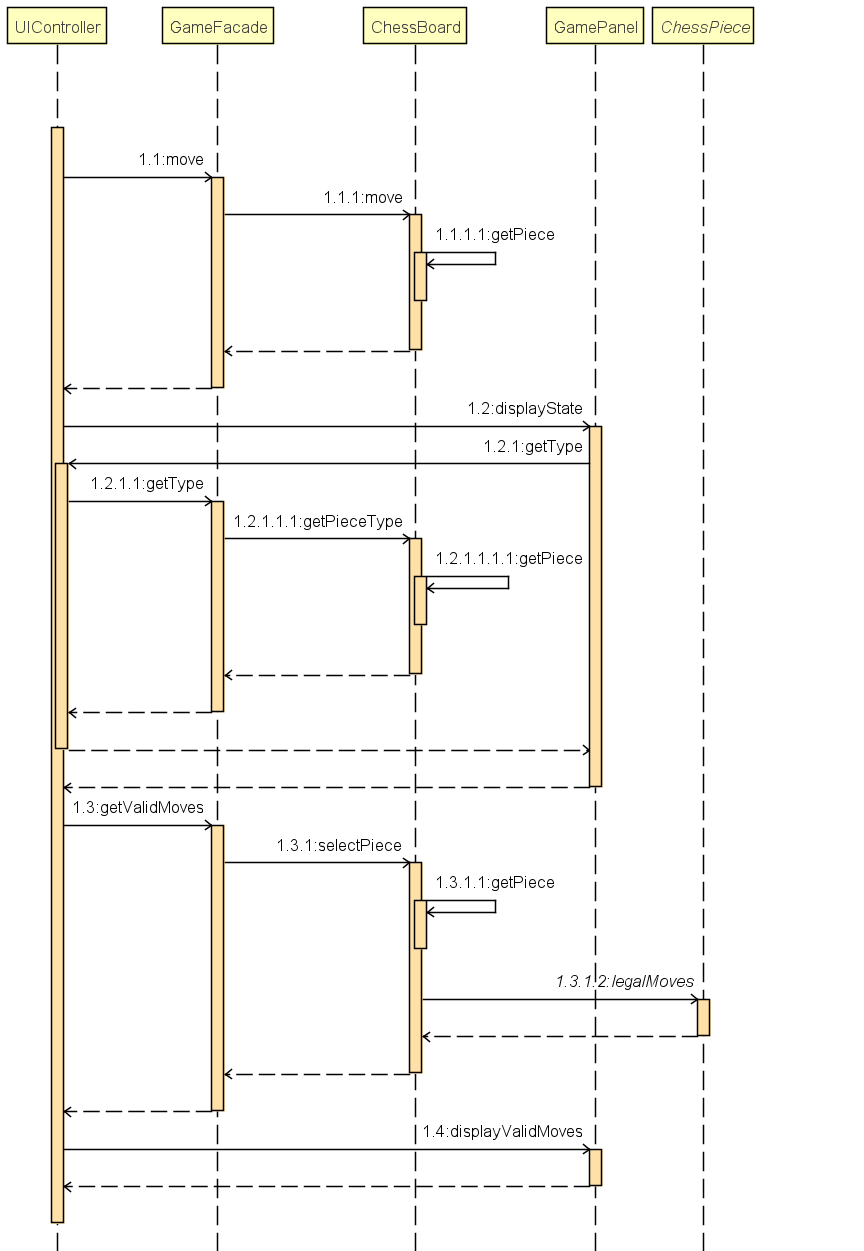 UIController
GameFacade
ChessBoard
GamePanel
ChessPiece
1.1:move
1.1.1:move
1.1.1.1:getPiece
1.2:displayState
1.2.1:getType
1.2.1.1:getType
1.2.1.1.1:getPieceType
1.2.1.1.1.1:getPiece
1.3:getValidMoves
1.3.1:selectPiece
1.3.1.1:getPiece
1.3.1.2:legalMoves
1.4:displayValidMoves